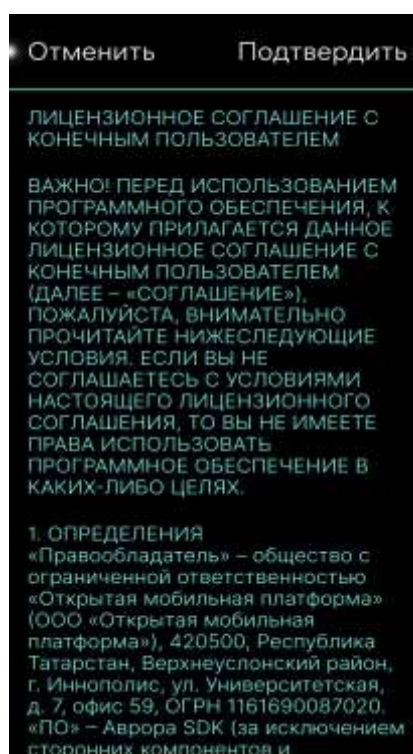 Отменить Подтвердить
ЛИЦЕНЗИОННОЕ СОГЛАШЕНИЕ С
КОНЕЧНЫМ ПОЛЬЗОВАТЕЛЕМ
ВАЖНО! ПЕРЕД ИСПОЛЬЗОВАНИЕМ
ПРОГРАММНОГО ОБЕСПЕЧЕНИЯ, К
КОТОРОМУ ПРИЛАГАЕТСЯ ДАННОЕ
ЛИЦЕНЗИОННОЕ СОГЛАШЕНИЕ С
КОНЕЧНЫМ ПОЛЬЗОВАТЕЛЕМ
(ДАЛЕЕ – «СОГЛАШЕНИЕ»),
ПОЖАЛУЙСТА, ВНИМАТЕЛЬНО
ПРОЧИТАЙТЕ НИЖЕСЛЕДУЮЩИЕ
УСЛОВИЯ. ЕСЛИ ВЫ НЕ
СОГЛАШАЕТЕСЬ С УСЛОВИЯМИ
НАСТОЯЩЕГО ЛИЦЕНЗИОННОГО
СОГЛАШЕНИЯ, ТО ВЫ НЕ ИМЕЕТЕ
ПРАВА ИСПОЛЬЗОВАТЬ
ПРОГРАММНОЕ ОБЕСПЕЧЕНИЕ В
КАКИХ-ЛИБО ЦЕЛЯХ.
1. ОПРЕДЕЛЕНИЯ
«Правообладатель» – общество с
ограниченной ответственностью
«Открытая мобильная платформа»
(ООО «Открытая мобильная
платформа»), 420500, Республика
Татарстан, Верхнеуслонский район,
г. Иннополис, ул. Университетская,
д. 7, офис 59, ОГРН 1161690087020.
«ПО» – Аврора SDK (за исключением
сторонних компонентов и